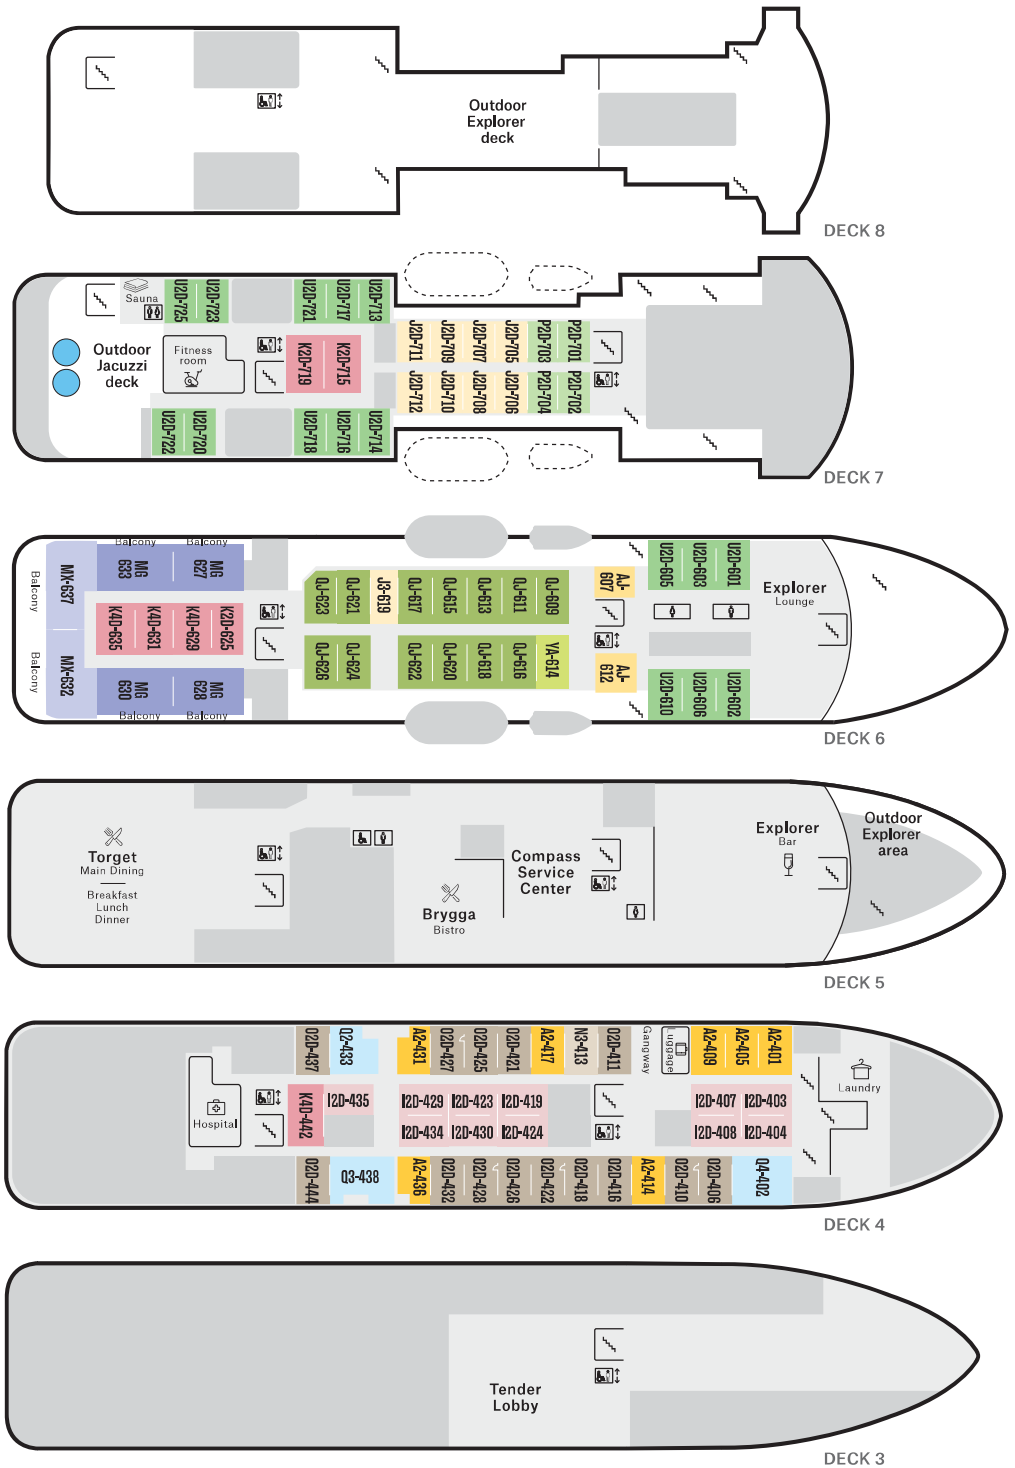 Outdoor
Explorer
deck
DECK 8
Sauna
U2D-725
U2D-723
U2D-721
U2D-717
U2D-713
Outdoor
Jacuzzi
deck
Fitness
room
K2D-719
K2D-715
J2D-711
J2D-709
J2D-707
J2D-705
P2D-703
P2D-701
J2D-712
J2D-710
J2D-708
J2D-706
P2D-704
P2D-702
U2D-722
U2D-720
U2D-718
U2D-716
U2D-714
DECK 7
Balcony
Balcony
Balcony
MX-637
MG
633
MG
627
QJ-623
QJ-621
J3-619
QJ-617
QJ-615
QJ-613
QJ-611
QJ-609
AJ-
607
U2D-605
U2D-603
U2D-601
Explorer
Lounge
K4D-635
K4D-631
K4D-629
K2D-625
Balcony
MX-632
MG
630
MG
628
Balcony
Balcony
QJ-626
QJ-624
QJ-622
QJ-620
QJ-618
QJ-616
YA-614
AJ-
612
U2D-610
U2D-606
U2D-602
DECK 6
Torget
Main Dining
Breakfast
Lunch
Dinner
Brygga
Bistro
Compass
Service
Center
Explorer
Bar
Outdoor
Explorer
area
DECK 5
O2D-437
Q2-433
A2-431
O2D-427
O2D-425
O2D-421
A2-417
N3-413
O2D-411
Gangway
Luggage
A2-409
A2-405
A2-401
Hospital
K4D-442
I2D-435
I2D-429
I2D-423
I2D-419
I2D-407
I2D-403
I2D-434
I2D-430
I2D-424
I2D-408
I2D-404
Laundry
O2D-444
Q3-438
A2-436
O2D-432
O2D-428
O2D-426
O2D-422
O2D-418
O2D-416
A2-414
O2D-410
O2D-406
Q4-402
DECK 4
Tender
Lobby
DECK 3